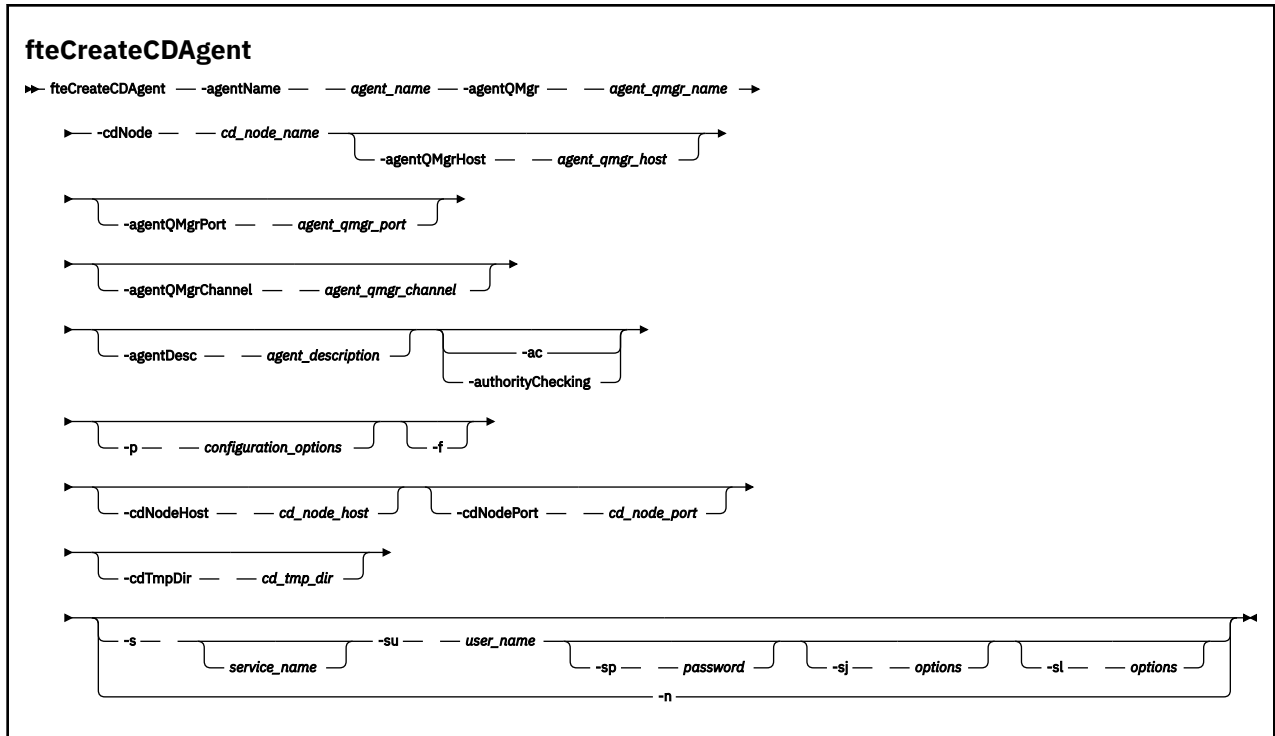 fteCreateCDAgent
fteCreateCDAgent -agentName agent_name -agentQMgr agent_qmgr_name
-cdNode cd_node_name
-agentQMgrHost agent_qmgr_host
-agentQMgrPort agent_qmgr_port
-agentQMgrChannel agent_qmgr_channel
-agentDesc agent_description
-ac
-authorityChecking
-p configuration_options -f
-cdNodeHost cd_node_host -cdNodePort cd_node_port
-cdTmpDir cd_tmp_dir
-s -su user_name
service_name -sp password -sj options -sl options
-n